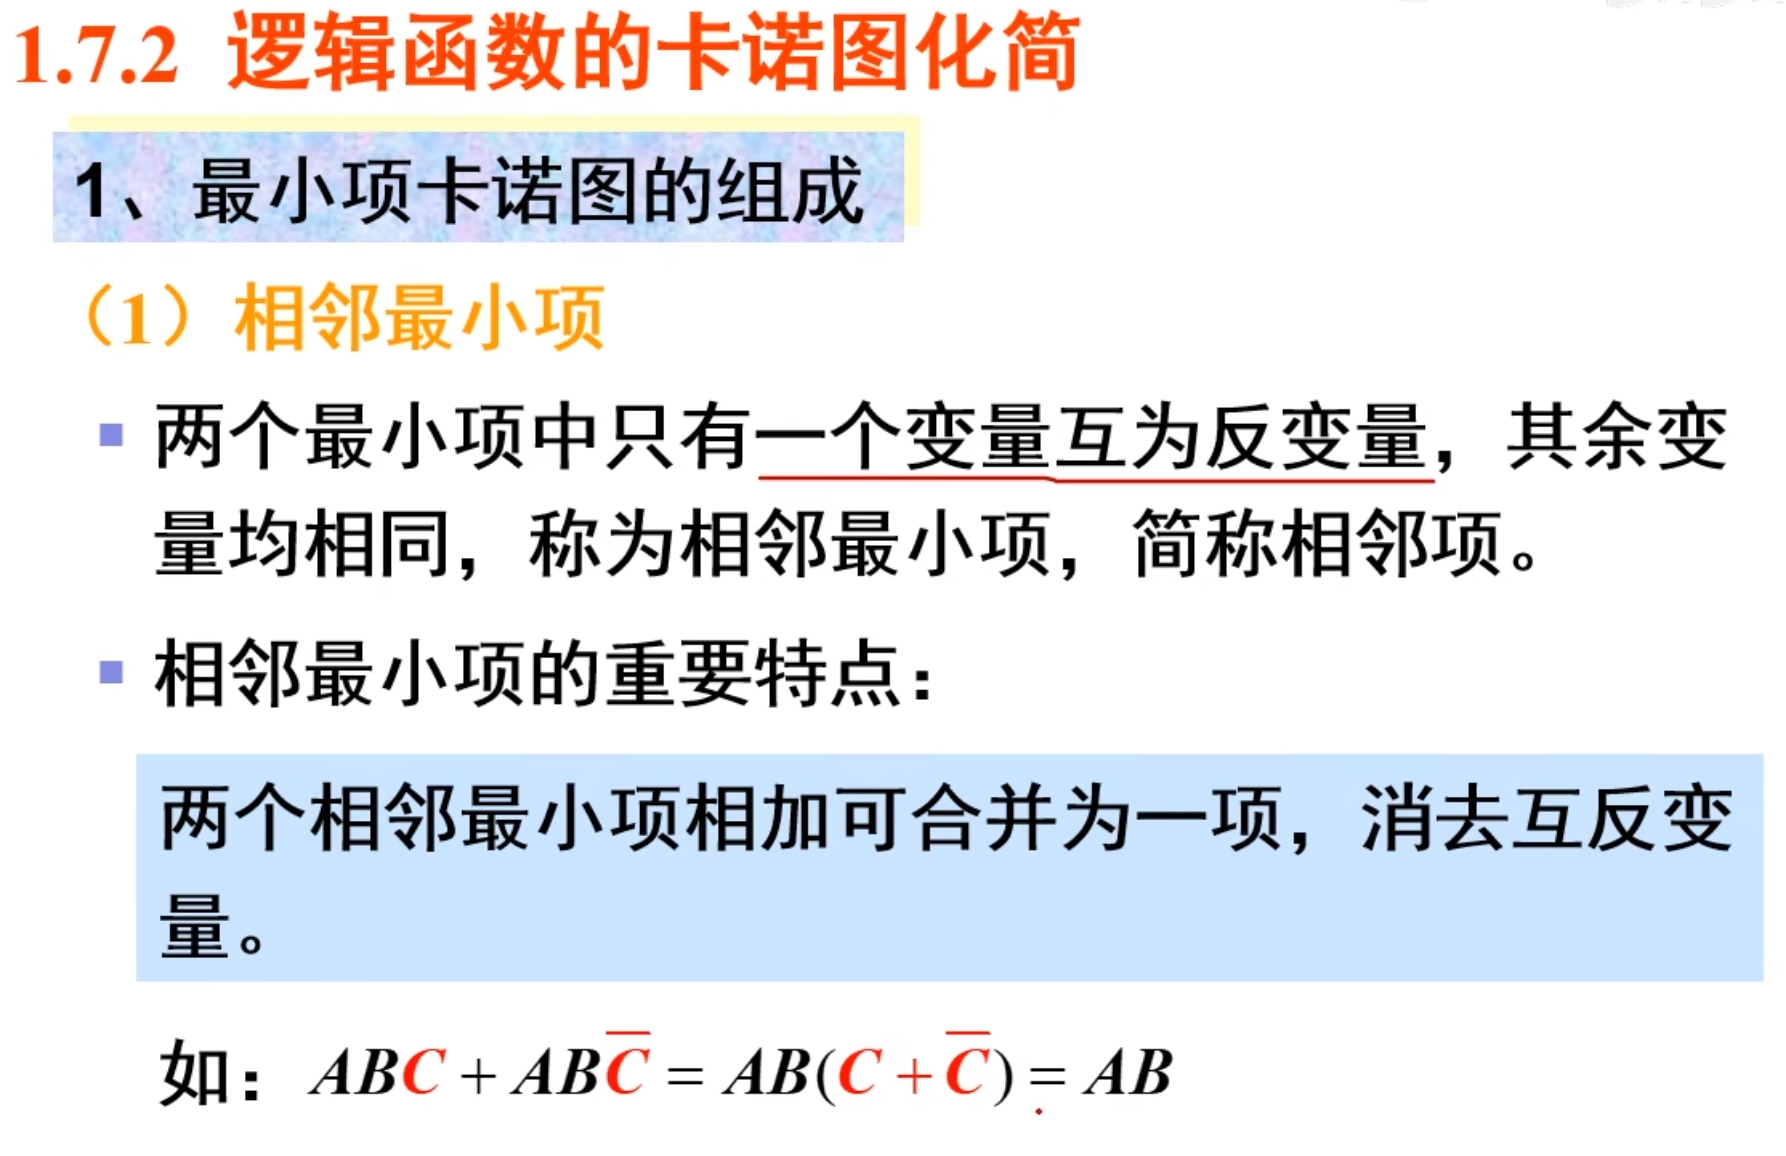 1.7.2 逻辑函数的卡诺图化简
1、最小项卡诺图的组成
（1）相邻最小项
两个最小项中只有一个变量互为反变量，其余变
量均相同，称为相邻最小项，简称相邻项。
相邻最小项的重要特点：
两个相邻最小项相加可合并为一项，消去互反变
量。
如：ABC + ABC̅ = AB(C + C̅) = AB